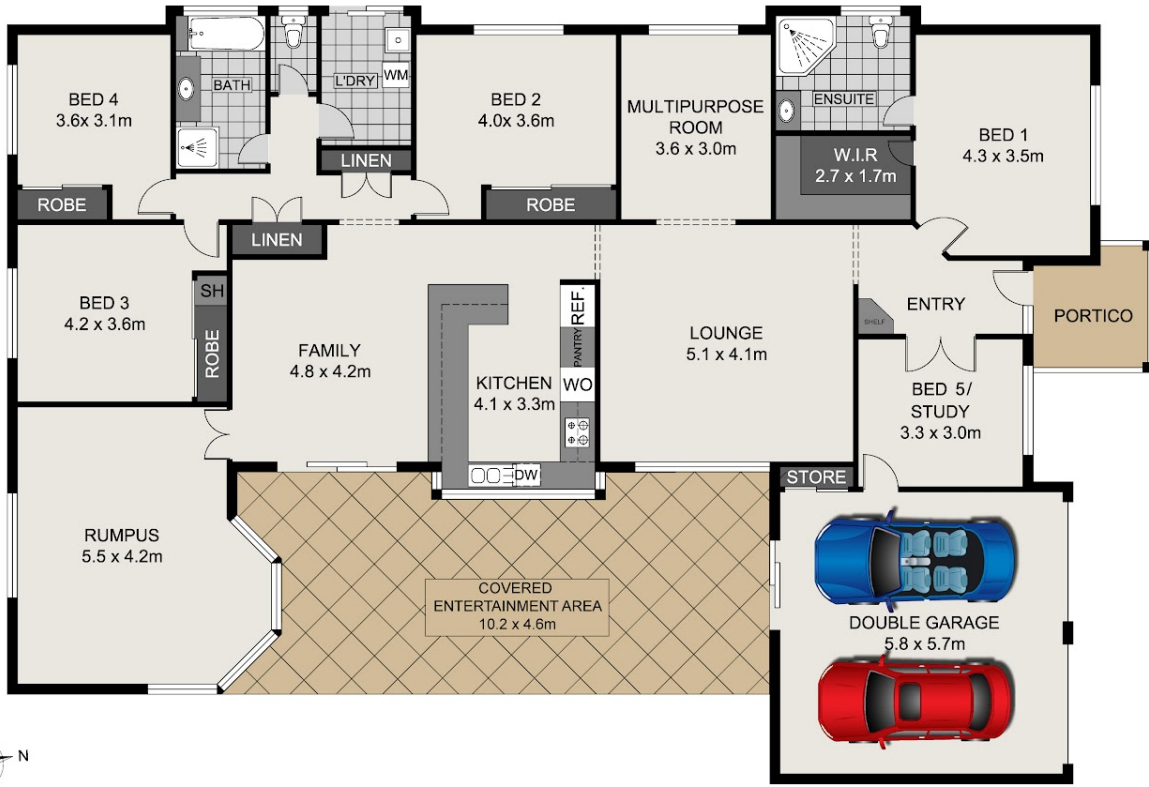 BED 4
3.6x 3.1m
ROBE
BATH
L'DRY
WM
LINEN
BED 2
4.0x 3.6m
ROBE
MULTIPURPOSE
ROOM
3.6 x 3.0m
ENSUITE
W.I.R
2.7 x 1.7m
BED 1
4.3 x 3.5m
LINEN
BED 3
4.2 x 3.6m
SH
ROBE
FAMILY
4.8 x 4.2m
KITCHEN
4.1 x 3.3m
REF.
PANTRY
WO
DW
LOUNGE
5.1 x 4.1m
ENTRY
SHELF
PORTICO
BED 5/
STUDY
3.3 x 3.0m
STORE
RUMPUS
5.5 x 4.2m
COVERED
ENTERTAINMENT AREA
10.2 x 4.6m
DOUBLE GARAGE
5.8 x 5.7m
N